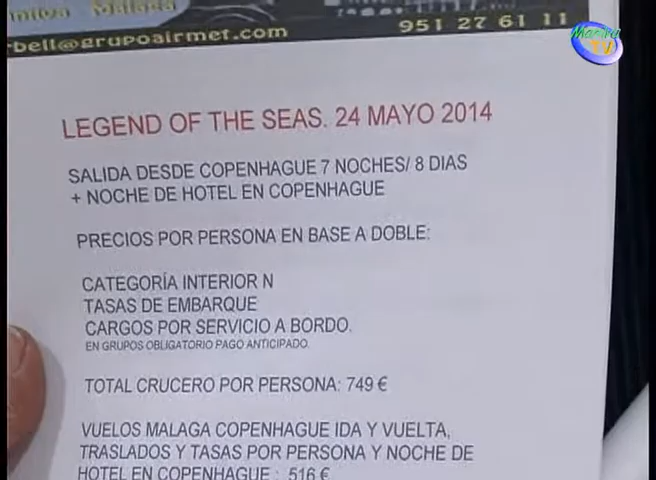 Málaga
bell@grupoairmet.com
951 27 61 11
TV
LEGEND OF THE SEAS. 24 MAYO 2014
SALIDA DESDE COPENHAGUE 7 NOCHES/ 8 DIAS
+ NOCHE DE HOTEL EN COPENHAGUE
PRECIOS POR PERSONA EN BASE A DOBLE:
CATEGORÍA INTERIOR N
TASAS DE EMBARQUE
CARGOS POR SERVICIO A BORDO.
EN GRUPOS OBLIGATORIO PAGO ANTICIPADO.
TOTAL CRUCERO POR PERSONA: 749 €
VUELOS MALAGA COPENHAGUE IDA Y VUELTA,
TRASLADOS Y TASAS POR PERSONA Y NOCHE DE
HOTEL EN COPENHAGUE : 516 €